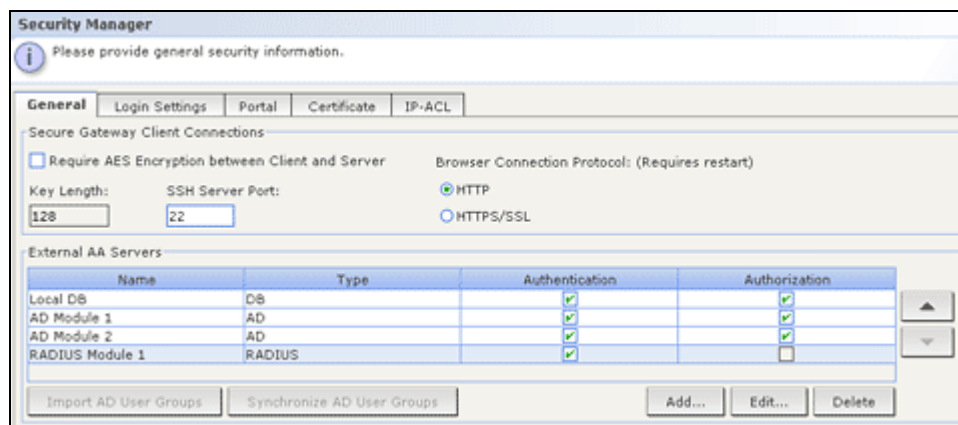 Security Manager
Please provide general security information.
General Login Settings Portal Certificate IP-ACL
Secure Gateway Client Connections
Require AES Encryption between Client and Server Browser Connection Protocol: (Requires restart)
Key Length: SSH Server Port: HTTP
128 22 HTTPS/SSL
External AA Servers
Name Type Authentication Authorization
Local DB DB
AD Module 1 AD
AD Module 2 AD
RADIUS Module 1 RADIUS
Import AD User Groups Synchronize AD User Groups Add... Edit... Delete